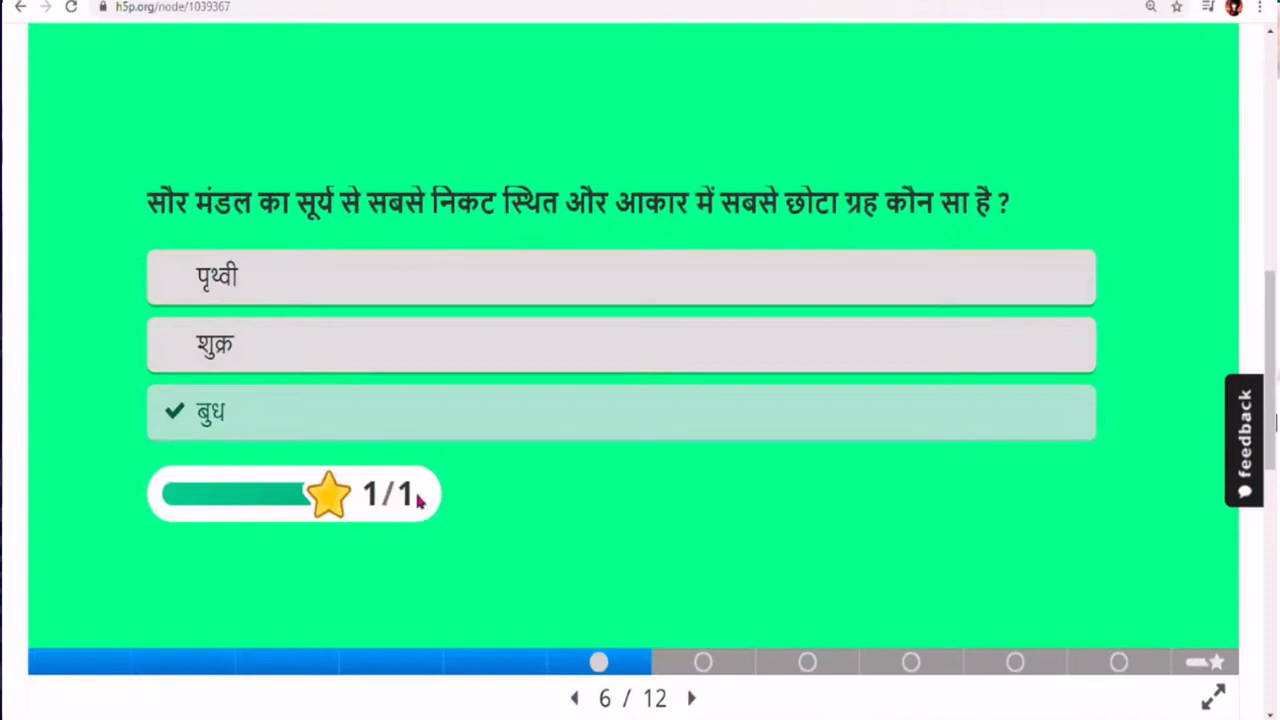 h5p.org/node/1039367
सौर मंडल का सूर्य से सबसे निकट स्थित और आकार में सबसे छोटा ग्रह कौन सा है ?
पृथ्वी
शुक्र
बुध
1/1
feedback
6 / 12